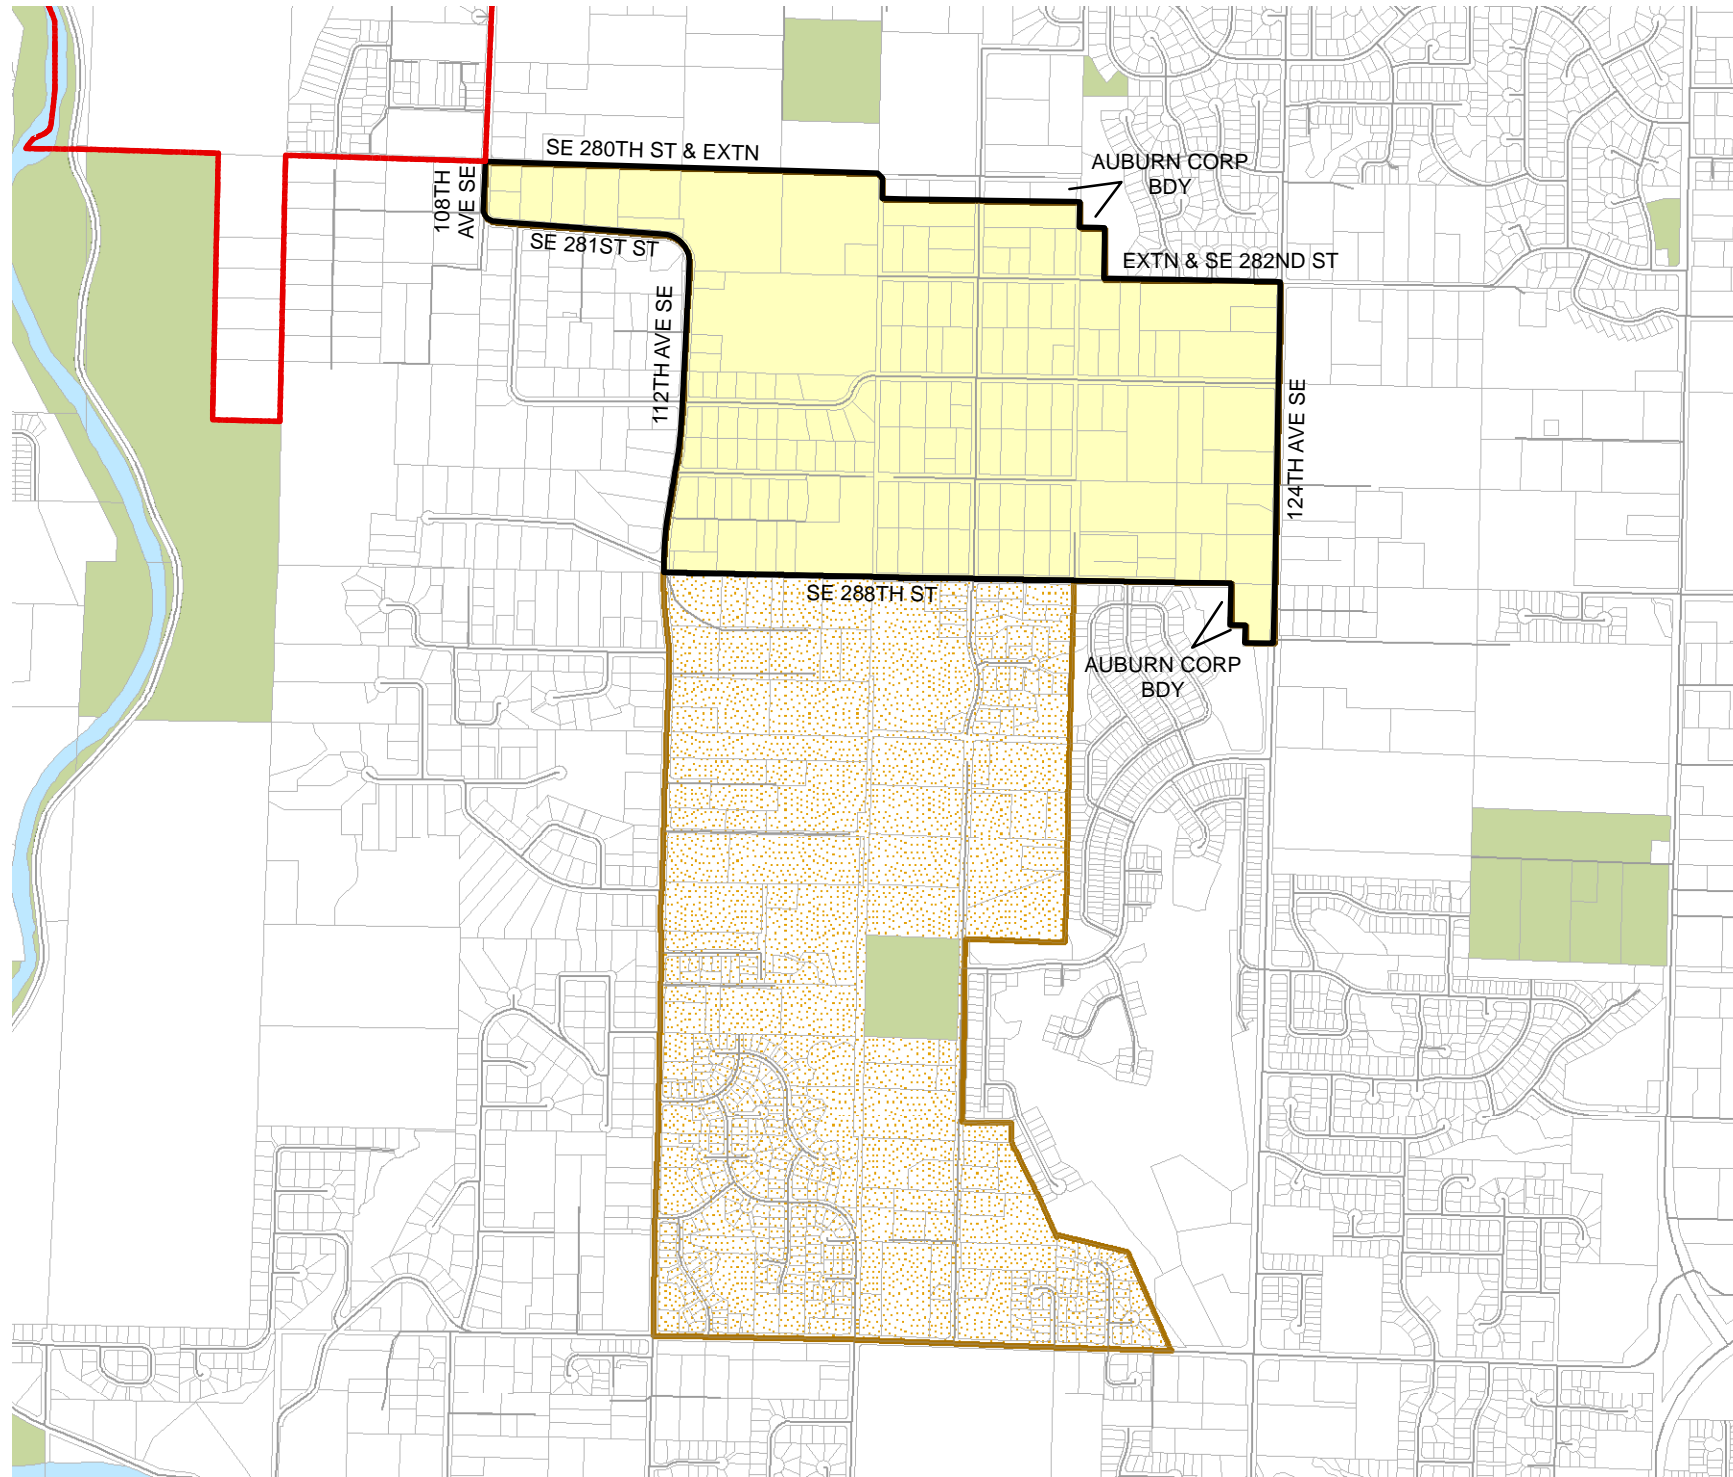 SE 280TH ST & EXTN
AUBURN CORP
BDY
108TH
AVE SE
SE 281ST ST
EXTN & SE 282ND ST
112TH AVE SE
124TH AVE SE
SE 288TH ST
AUBURN CORP
BDY